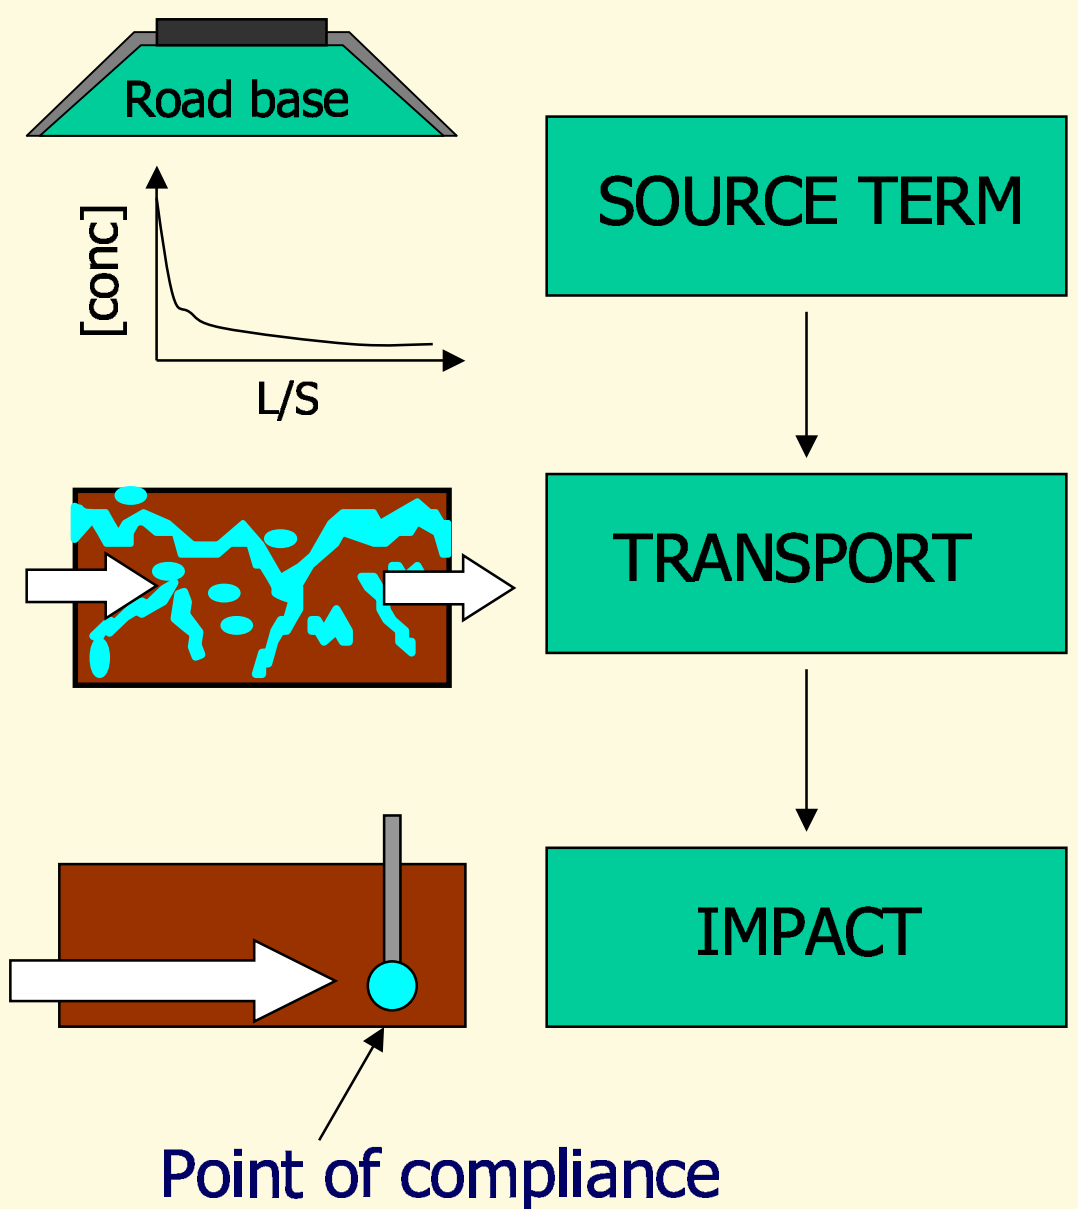 Road base
SOURCE TERM
[conc]
L/S
TRANSPORT
IMPACT
Point of compliance